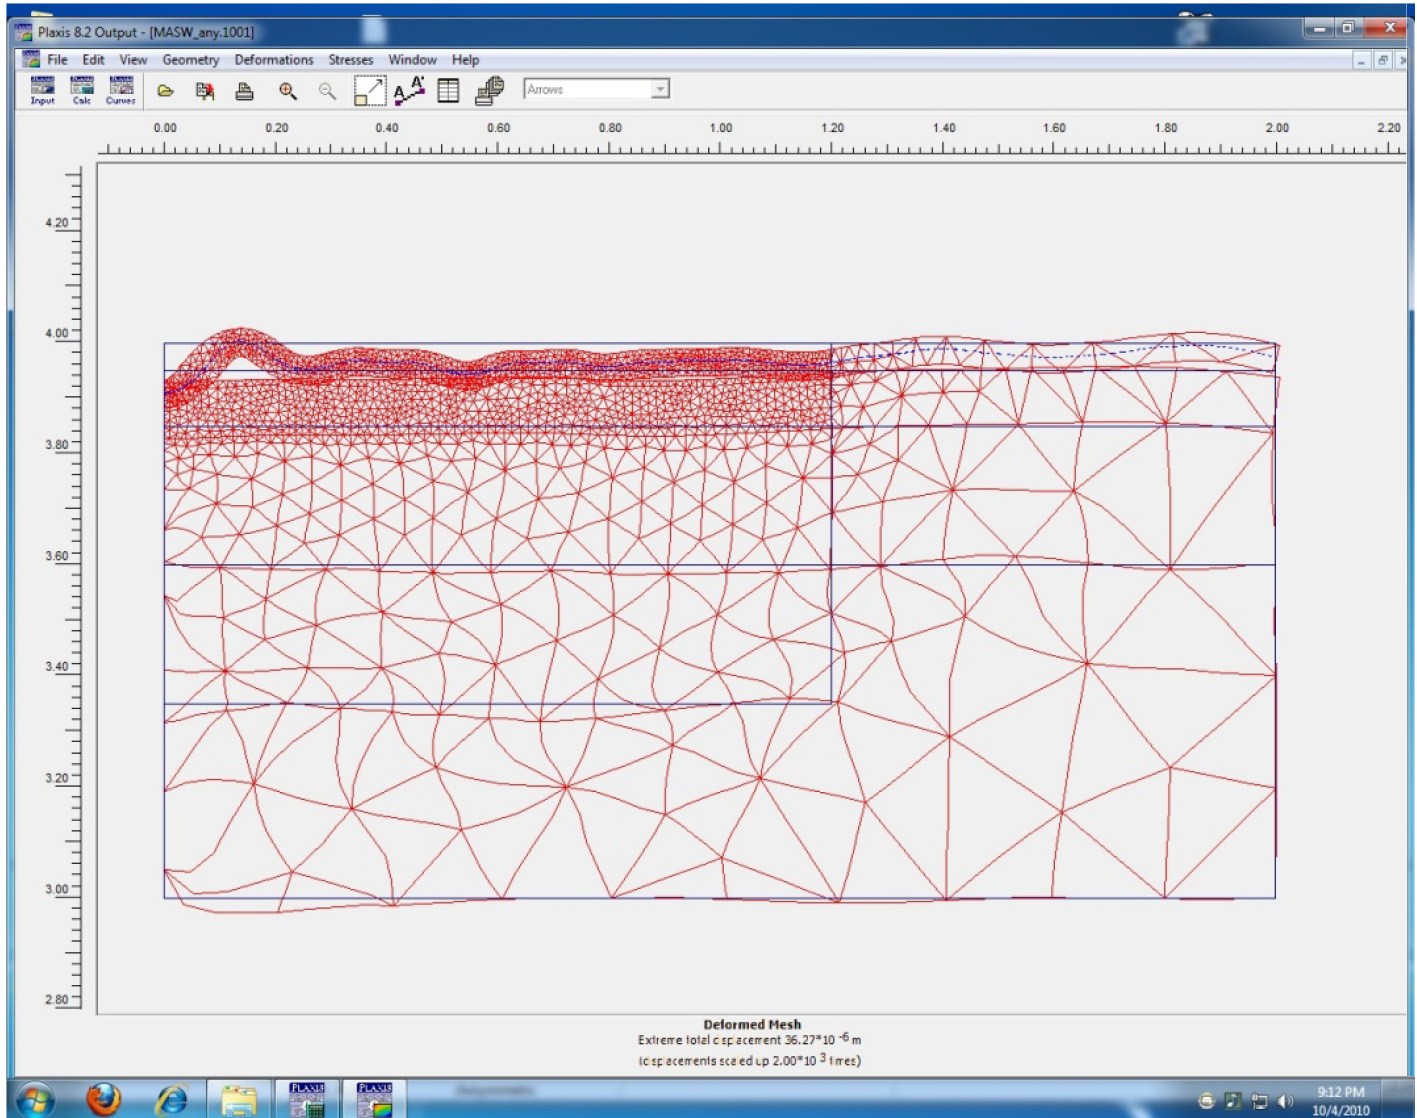 Plaxis 8.2 Output - [MASW_any.1001]
File Edit View Geometry Deformations Stresses Window Help
Input Calc Curves Arrows
0.00 0.20 0.40 0.60 0.80 1.00 1.20 1.40 1.60 1.80 2.00 2.20
4.20
4.00
3.80
3.60
3.40
3.20
3.00
2.80
Deformed Mesh
Extreme total displacement 36.27*10 -6 m
(displacements scaled up 2.00*10 3 times)
PLAXIS PLAXIS
9:12 PM
10/4/2010